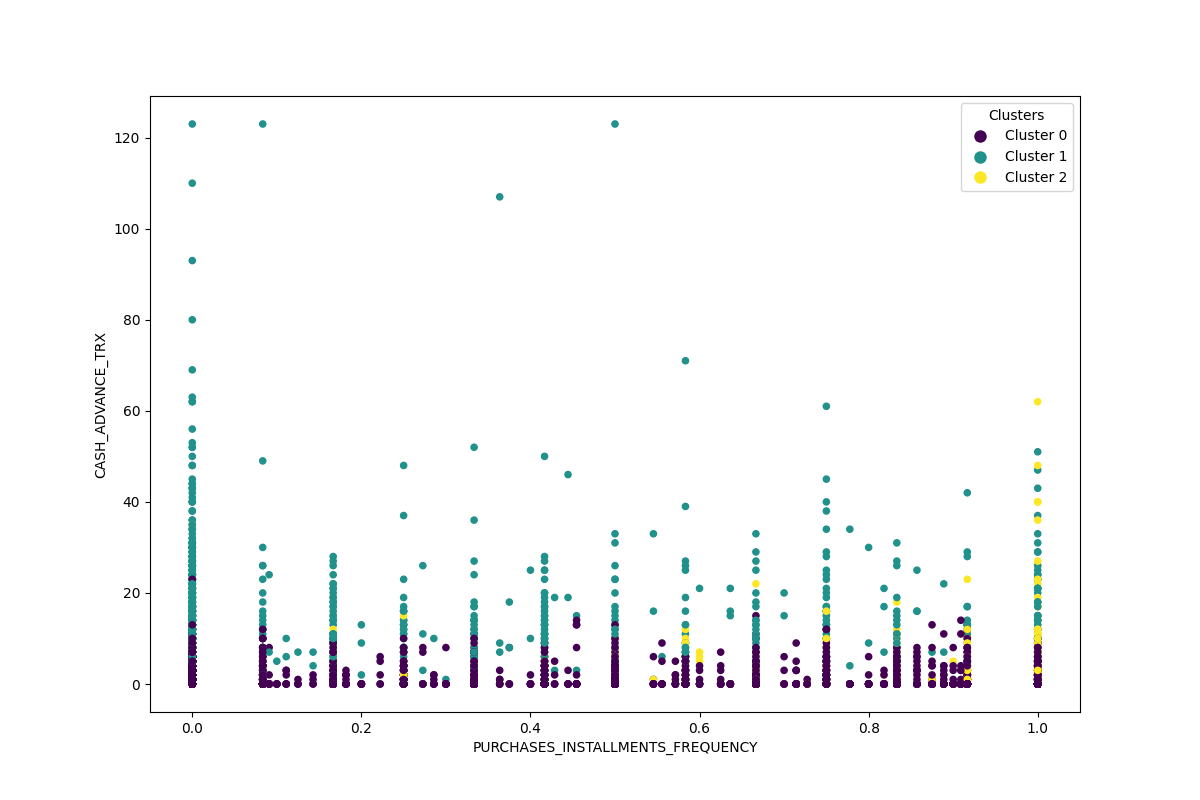 Clusters
Cluster 0
Cluster 1
Cluster 2
120
100
80
60
40
20
0
CASH_ADVANCE_TRX
0.0 0.2 0.4 0.6 0.8 1.0
PURCHASES_INSTALLMENTS_FREQUENCY